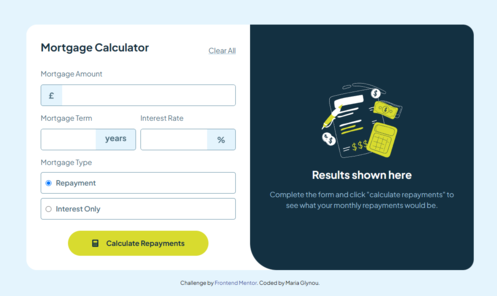 Mortgage Calculator
Clear All
Mortgage Amount
£
Mortgage Term
Interest Rate
years
%
Mortgage Type
Repayment
Interest Only
Calculate Repayments
$ $$$
Results shown here
Complete the form and click "calculate repayments" to
see what your monthly repayments would be.
Challenge by Frontend Mentor. Coded by Maria Glynou.